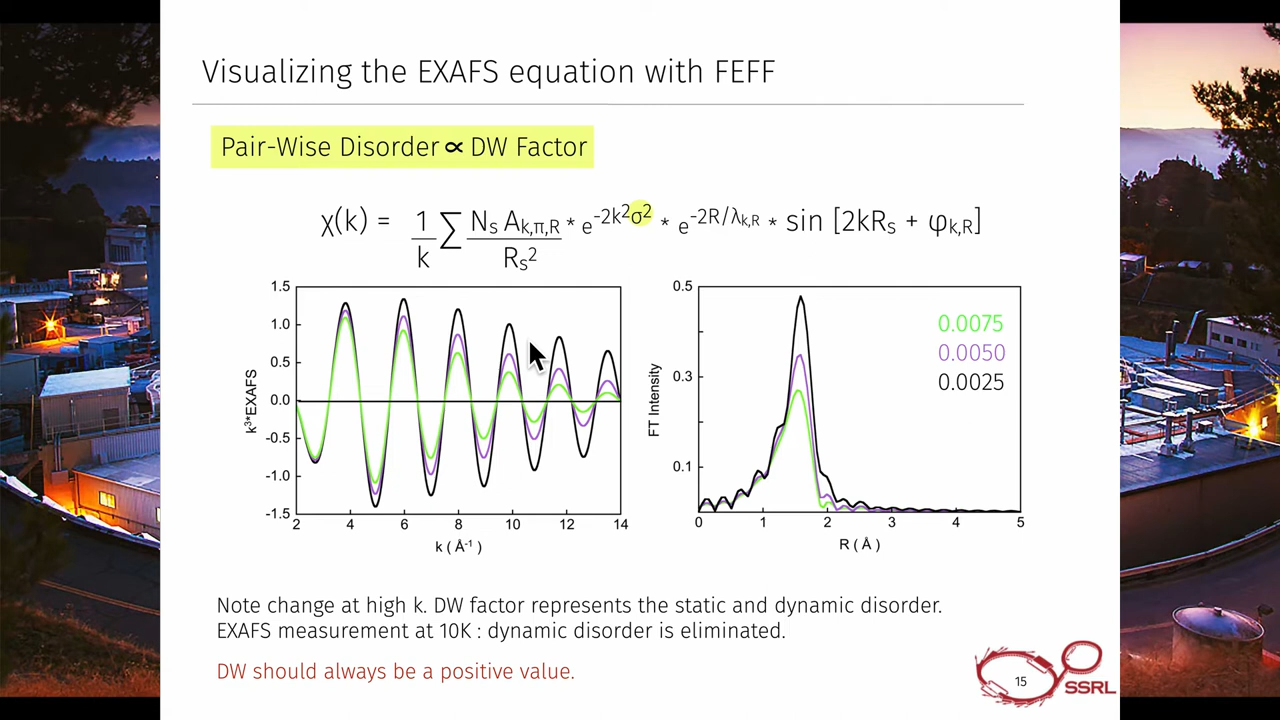 Visualizing the EXAFS equation with FEFF
Pair-Wise Disorder ∝ DW Factor
χ(k) = 1/k ∑ Nₛ Aₖ,π,R / Rₛ² * e^-2k²σ² * e^-2R/λₖ,R * sin [2kRₛ + φₖ,R]
1.5
1.0
0.5
0.0
-0.5
-1.0
-1.5
k³*EXAFS
2 4 6 8 10 12 14
k ( Å⁻¹ )
0.5
0.3
0.1
FT Intensity
0 1 2 3 4 5
R ( Å )
0.0075
0.0050
0.0025
Note change at high k. DW factor represents the static and dynamic disorder.
EXAFS measurement at 10K : dynamic disorder is eliminated.
DW should always be a positive value.
15
SSRL